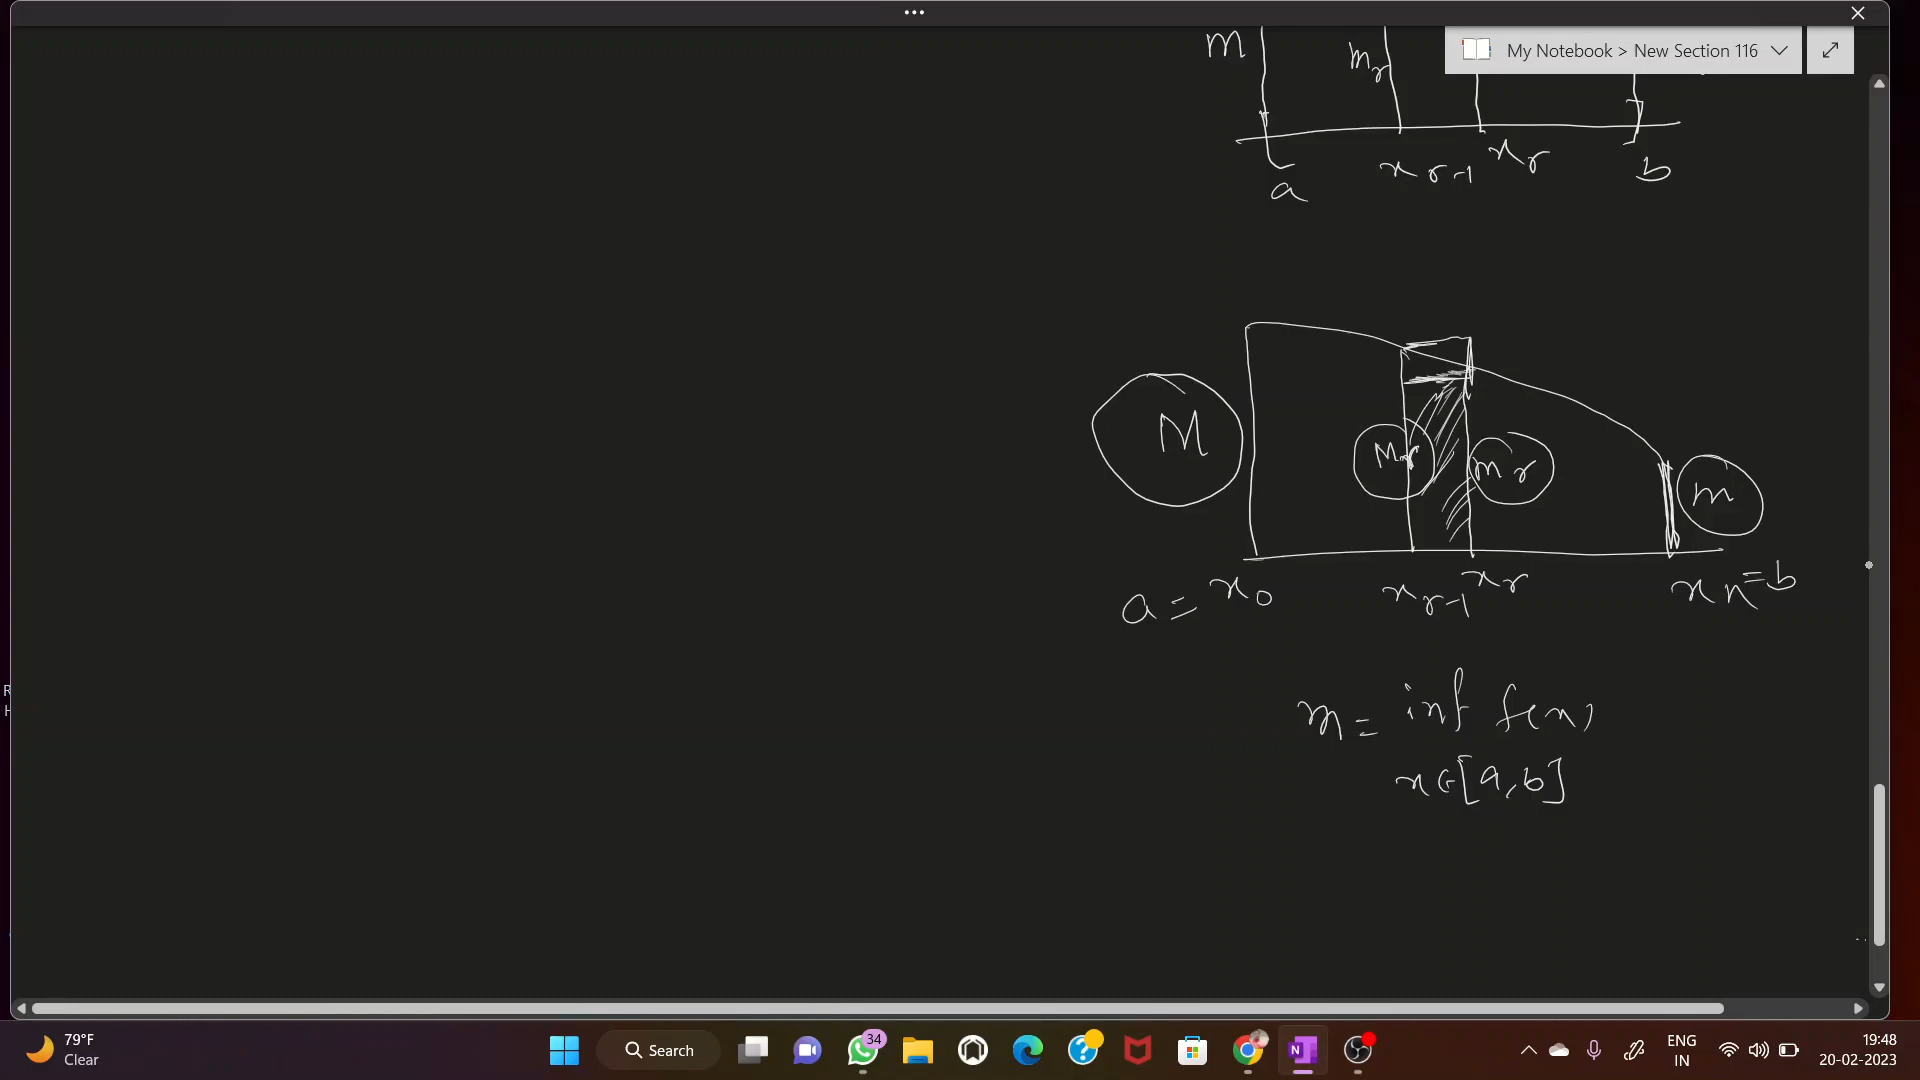 My Notebook > New Section 116
m
m_r
a
x_{r-1}
x_r
b
M
M_r
m_r
m
a = x_0
x_{r-1}
x_r
x_n = b
m = inf f(x)
x ∈ [a, b]
R
H
79°F
Clear
Search
34
ENG
IN
19:48
20-02-2023